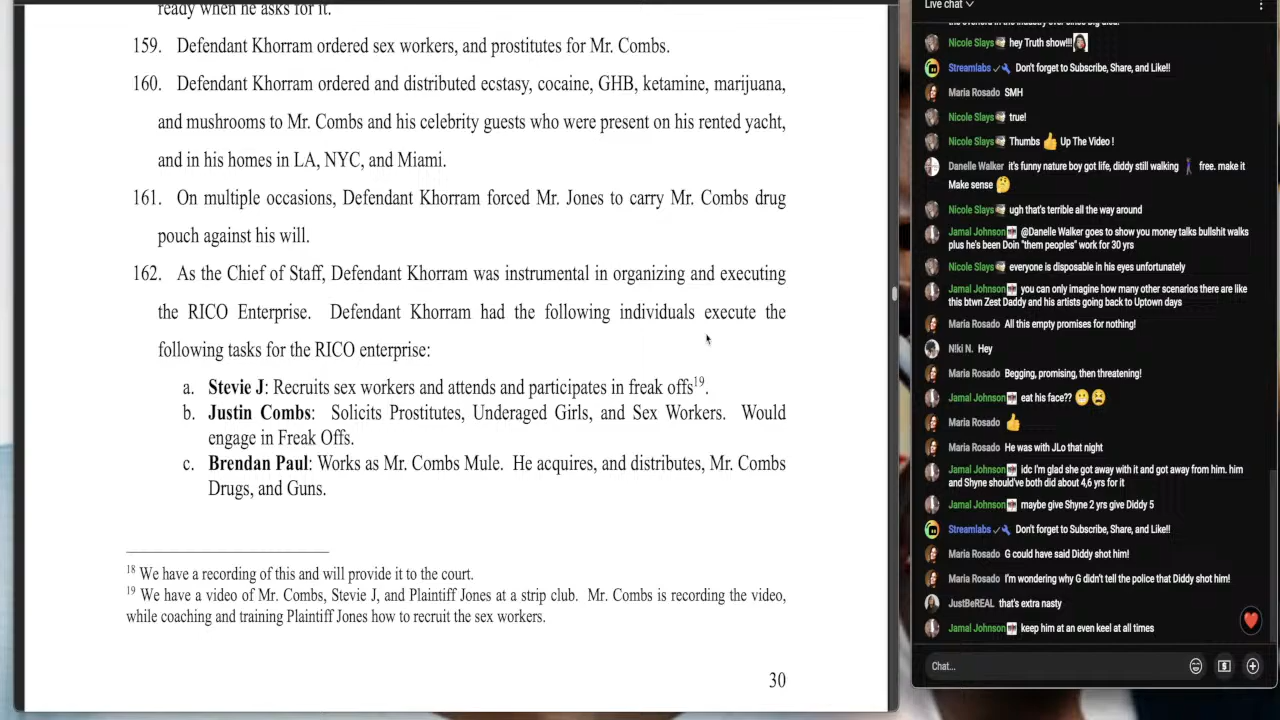 ready when he asks for it.
159. Defendant Khorram ordered sex workers, and prostitutes for Mr. Combs.
160. Defendant Khorram ordered and distributed ecstasy, cocaine, GHB, ketamine, marijuana,
and mushrooms to Mr. Combs and his celebrity guests who were present on his rented yacht,
and in his homes in LA, NYC, and Miami.
161. On multiple occasions, Defendant Khorram forced Mr. Jones to carry Mr. Combs drug
pouch against his will.
162. As the Chief of Staff, Defendant Khorram was instrumental in organizing and executing
the RICO Enterprise. Defendant Khorram had the following individuals execute the
following tasks for the RICO enterprise:
a. Stevie J: Recruits sex workers and attends and participates in freak offs19.
b. Justin Combs: Solicits Prostitutes, Underaged Girls, and Sex Workers. Would
engage in Freak Offs.
c. Brendan Paul: Works as Mr. Combs Mule. He acquires, and distributes, Mr. Combs
Drugs, and Guns.
18 We have a recording of this and will provide it to the court.
19 We have a video of Mr. Combs, Stevie J, and Plaintiff Jones at a strip club. Mr. Combs is recording the video,
while coaching and training Plaintiff Jones how to recruit the sex workers.
30
Live chat
Nicole Slays hey Truth show!!!
Streamlabs Don't forget to Subscribe, Share, and Like!!
Maria Rosado SMH
Nicole Slays true!
Nicole Slays Thumbs 👍 Up The Video !
Danelle Walker it's funny nature boy got life, diddy still walking 🚶 free. make it
Make sense 🤔
Nicole Slays ugh that's terrible all the way around
Jamal Johnson @Danelle Walker goes to show you money talks bullshit walks
plus he's been Doin "them peoples" work for 30 yrs
Nicole Slays everyone is disposable in his eyes unfortunately
Jamal Johnson you can only imagine how many other scenarios there are like
this btwn Zest Daddy and his artists going back to Uptown days
Maria Rosado All this empty promises for nothing!
N!ki N. Hey
Maria Rosado Begging, promising, then threatening!
Jamal Johnson eat his face?? 😬 😫
Maria Rosado 👍
Maria Rosado He was with JLo that night
Jamal Johnson idc I'm glad she got away with it and got away from him. him
and Shyne should've both did about 4,6 yrs for it
Jamal Johnson maybe give Shyne 2 yrs give Diddy 5
Streamlabs Don't forget to Subscribe, Share, and Like!!
Maria Rosado G could have said Diddy shot him!
Maria Rosado I'm wondering why G didn't tell the police that Diddy shot him!
JustBeREAL that's extra nasty
Jamal Johnson keep him at an even keel at all times
Chat...